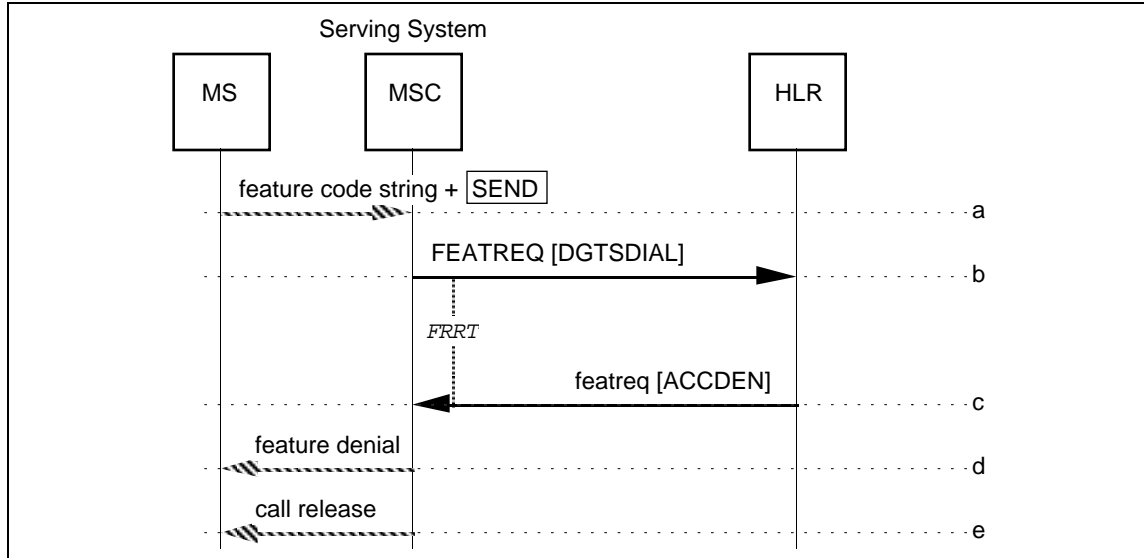 Serving System
MS
MSC
HLR
feature code string + SEND
a
FEATREQ [DGTSDIAL]
b
FRRT
featreq [ACCDEN]
c
feature denial
d
call release
e